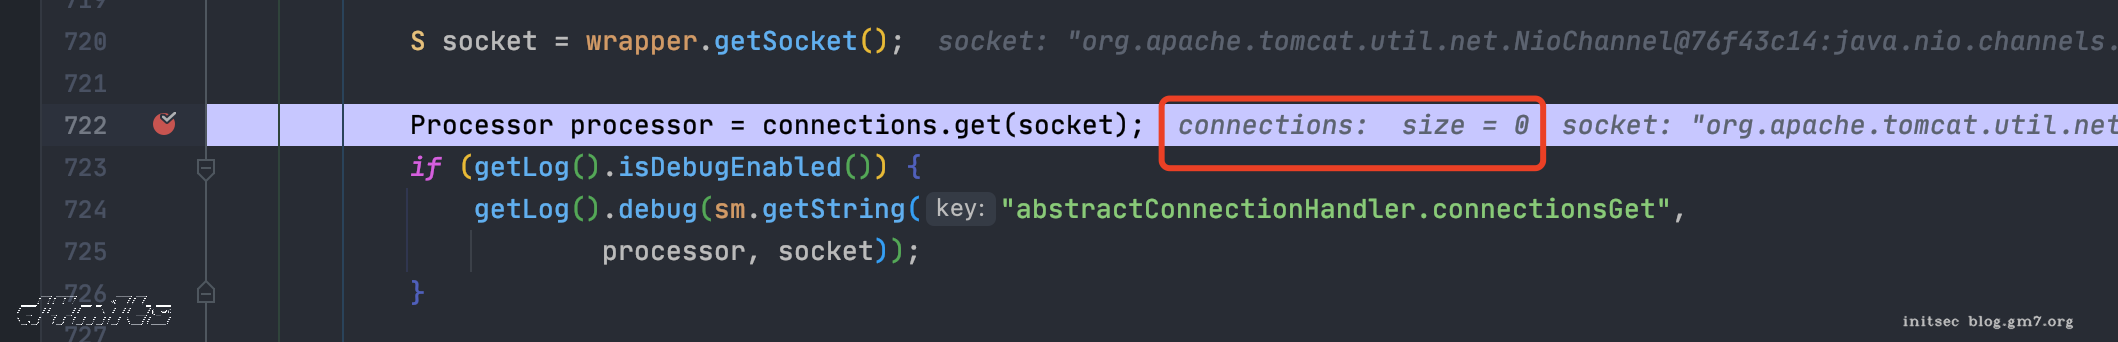 719
720 S socket = wrapper.getSocket(); socket: "org.apache.tomcat.util.net.NioChannel@76f43c14:java.nio.channels.
721
722 Processor processor = connections.get(socket); connections: size = 0 socket: "org.apache.tomcat.util.net
723 if (getLog().isDebugEnabled()) {
724 getLog().debug(sm.getString( key: "abstractConnectionHandler.connectionsGet",
725 processor, socket));
726 }
727
initsec blog.gm7.org